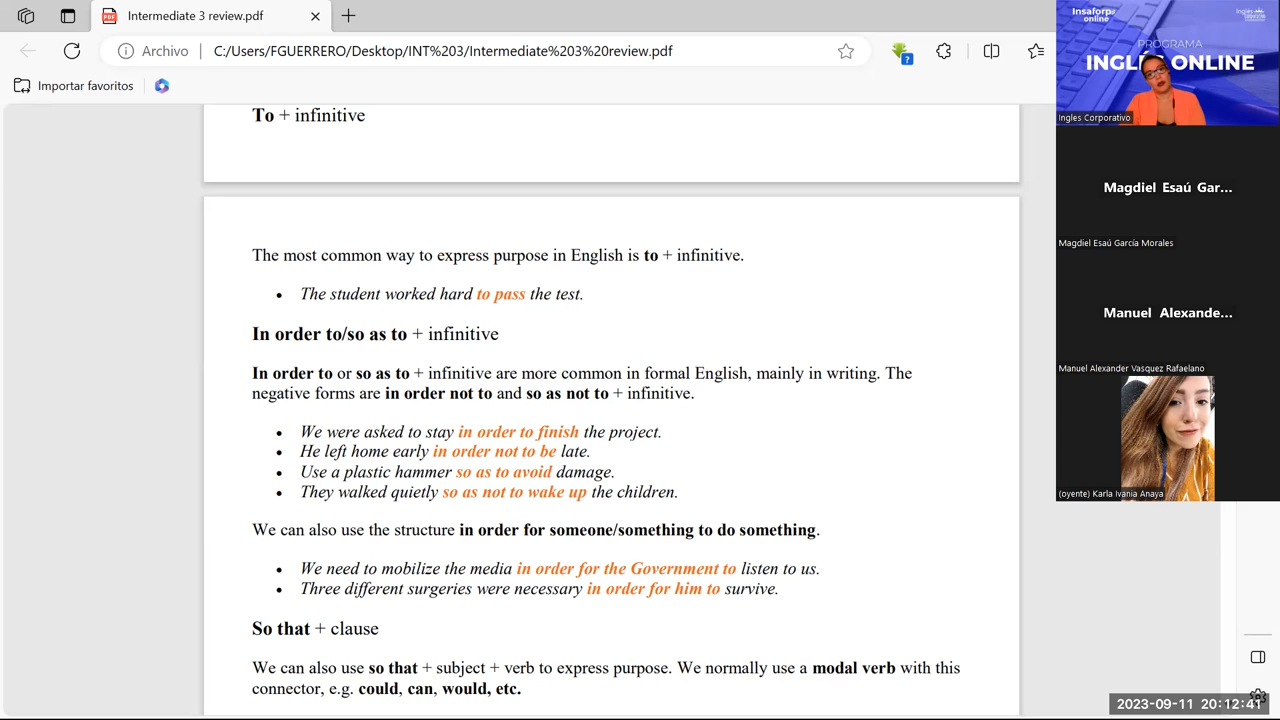 Intermediate 3 review.pdf
Archivo
C:/Users/FGUERRERO/Desktop/INT%203/Intermediate%203%20review.pdf
Importar favoritos
To + infinitive
The most common way to express purpose in English is to + infinitive.
• The student worked hard to pass the test.
In order to/so as to + infinitive
In order to or so as to + infinitive are more common in formal English, mainly in writing. The
negative forms are in order not to and so as not to + infinitive.
• We were asked to stay in order to finish the project.
• He left home early in order not to be late.
• Use a plastic hammer so as to avoid damage.
• They walked quietly so as not to wake up the children.
We can also use the structure in order for someone/something to do something.
• We need to mobilize the media in order for the Government to listen to us.
• Three different surgeries were necessary in order for him to survive.
So that + clause
We can also use so that + subject + verb to express purpose. We normally use a modal verb with this
connector, e.g. could, can, would, etc.
Insaforp
online
PROGRAMA
INGLÉS ONLINE
Ingles Corporativo
Magdiel Esaú Gar...
Magdiel Esaú García Morales
Manuel Alexande...
Manuel Alexander Vasquez Rafaelano
(oyente) Karla Ivania Anaya
2023-09-11 20:12:41